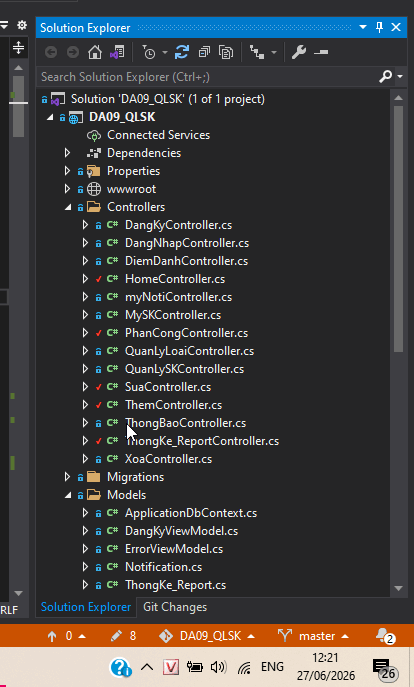 Solution Explorer
Search Solution Explorer (Ctrl+;)
Solution 'DA09_QLSK' (1 of 1 project)
DA09_QLSK
Connected Services
Dependencies
Properties
wwwroot
Controllers
C# DangKyController.cs
C# DangNhapController.cs
C# DiemDanhController.cs
C# HomeController.cs
C# myNotiController.cs
C# MySKController.cs
C# PhanCongController.cs
C# QuanLyLoaiController.cs
C# QuanLySKController.cs
C# SuaController.cs
C# ThemController.cs
C# ThongBaoController.cs
C# ThongKe_ReportController.cs
C# XoaController.cs
Migrations
Models
C# ApplicationDbContext.cs
C# DangKyViewModel.cs
C# ErrorViewModel.cs
C# Notification.cs
C# ThongKe_Report.cs
RLF
Solution Explorer Git Changes
0 8 DA09_QLSK master 2
V ENG 12:21
27/06/2026 26